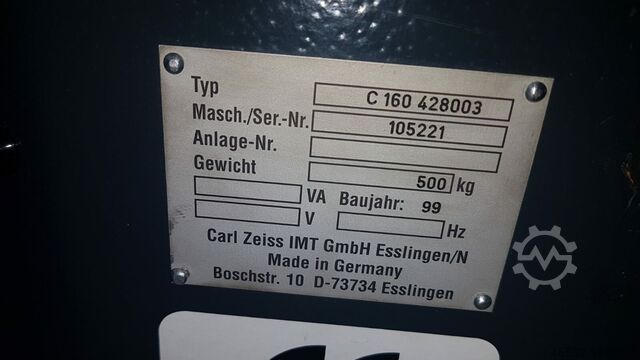 Typ C 160 428003
Masch./Ser.-Nr. 105221
Anlage-Nr.
Gewicht 500 kg
VA Baujahr: 99
V Hz
Carl Zeiss IMT GmbH Esslingen/N
Made in Germany
Boschstr. 10 D-73734 Esslingen